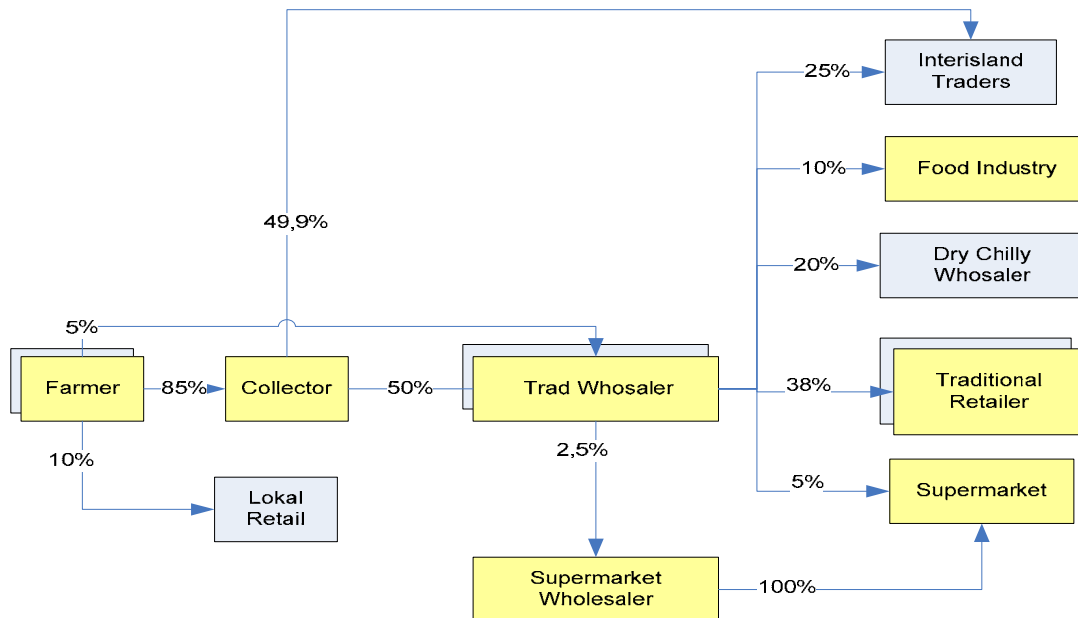 Interisland
Traders
25%
Food Industry
10%
49,9%
Dry Chilly
Whosaler
20%
5%
Farmer
85%
Collector
50%
Trad Whosaler
38%
Traditional
Retailer
10%
2,5%
5%
Supermarket
Lokal
Retail
Supermarket
Wholesaler
100%